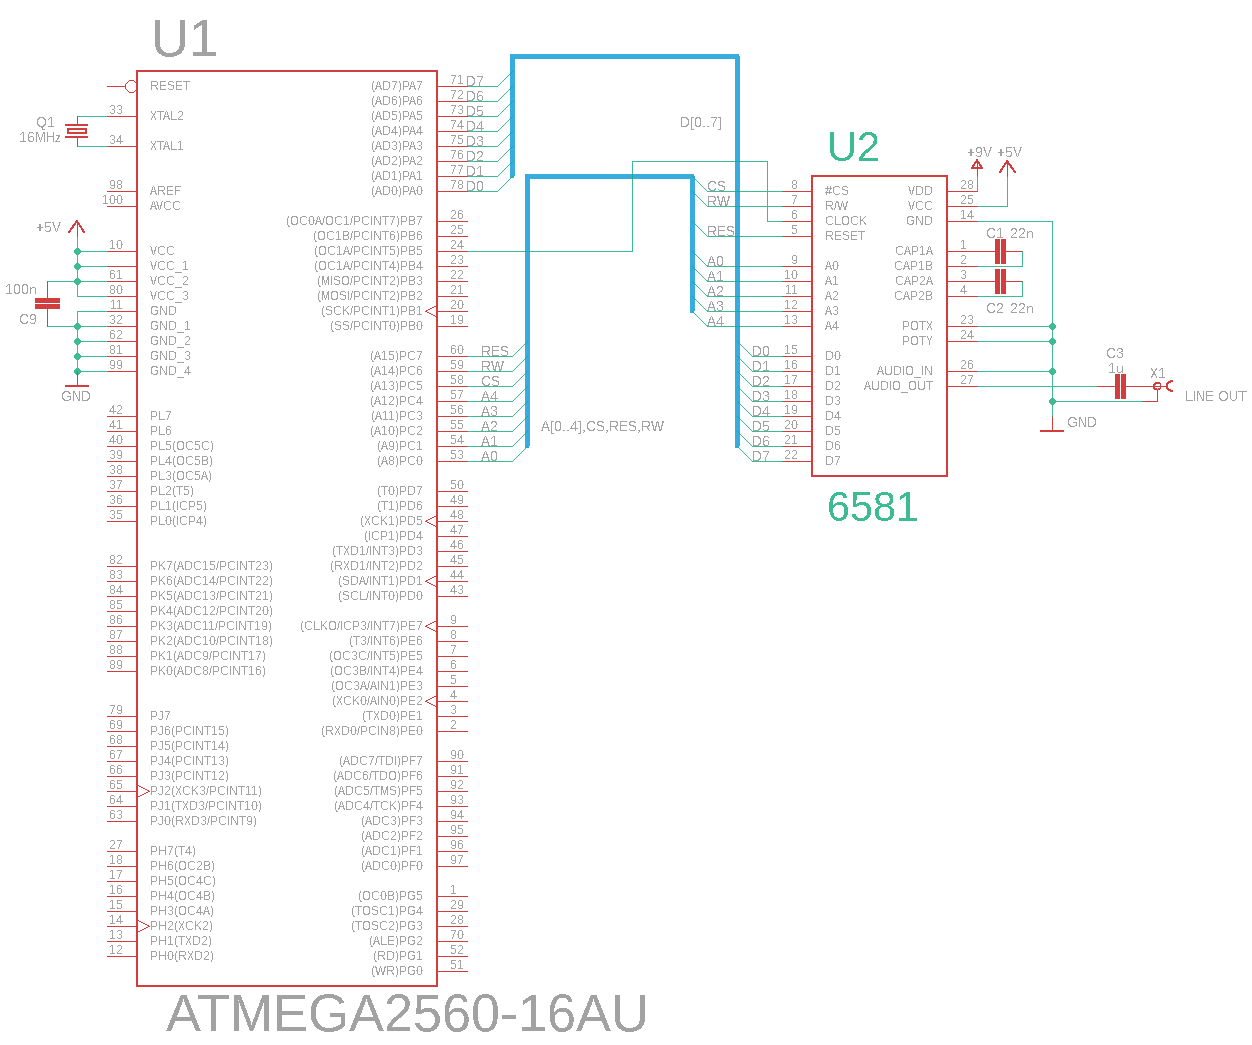 U1
RESET
33 XTAL2
Q1
16MHz
34 XTAL1
98 AREF
100 AVCC
+5V
10 VCC
11 GND
61 VCC_2
80 VCC_3
VCC_1
100n
C9
32 GND_1
62 GND_2
81 GND_3
99 GND_4
GND
42 PL7
41 PL6
40 PL5(OC5C)
39 PL4(OC5B)
38 PL3(OC5A)
37 PL2(T5)
36 PL1(ICP5)
35 PL0(ICP4)
82 PK7(ADC15/PCINT23)
83 PK6(ADC14/PCINT22)
84 PK5(ADC13/PCINT21)
85 PK4(ADC12/PCINT20)
86 PK3(ADC11/PCINT19)
87 PK2(ADC10/PCINT18)
88 PK1(ADC9/PCINT17)
89 PK0(ADC8/PCINT16)
79 PJ7
69 PJ6(PCINT15)
68 PJ5(PCINT14)
67 PJ4(PCINT13)
66 PJ3(PCINT12)
65 PJ2(XCK3/PCINT11)
64 PJ1(TXD3/PCINT10)
63 PJ0(RXD3/PCINT9)
27 PH7(T4)
18 PH6(OC2B)
17 PH5(OC4C)
16 PH4(OC4B)
15 PH3(OC4A)
14 PH2(XCK2)
13 PH1(TXD2)
12 PH0(RXD2)
(AD7)PA7 71 D7
(AD6)PA6 72 D6
(AD5)PA5 73 D5
(AD4)PA4 74 D4
(AD3)PA3 75 D3
(AD2)PA2 76 D2
(AD1)PA1 77 D1
(AD0)PA0 78 D0
(OC0A/OC1/PCINT7)PB7 26
(OC1B/PCINT6)PB6 25
(OC1A/PCINT5)PB5 24
(OC1A/PCINT4)PB4 23
(MISO/PCINT2)PB3 22
(MOSI/PCINT2)PB2 21
(SCK/PCINT1)PB1 20
(SS/PCINT0)PB0 19
(A15)PC7 60 RES
(A14)PC6 59 RW
(A13)PC5 58 CS
(A12)PC4 57 A4
(A11)PC3 56 A3
(A10)PC2 55 A2
(A9)PC1 54 A1
(A8)PC0 53 A0
(T0)PD7 50
(T1)PD6 49
(XCK1)PD5 48
(ICP1)PD4 47
(TXD1/INT3)PD3 46
(RXD1/INT2)PD2 45
(SDA/INT1)PD1 44
(SCL/INT0)PD0 43
(CLKO/ICP3/INT7)PE7 9
(T3/INT6)PE6 8
(OC3C/INT5)PE5 7
(OC3B/INT4)PE4 6
(OC3A/AIN1)PE3 5
(XCK0/AIN0)PE2 4
(TXD0)PE1 3
(RXD0/PCIN8)PE0 2
(ADC7/TDI)PF7 90
(ADC6/TDO)PF6 91
(ADC5/TMS)PF5 92
(ADC4/TCK)PF4 93
(ADC3)PF3 94
(ADC2)PF2 95
(ADC1)PF1 96
(ADC0)PF0 97
(OC0B)PG5 1
(TOSC1)PG4 29
(TOSC2)PG3 28
(ALE)PG2 70
(RD)PG1 52
(WR)PG0 51
ATMEGA2560-16AU
D[0..7]
A[0..4],CS,RES,RW
U2
CS 8 #CS
RW 7 R/W
6 CLOCK
RES 5 RESET
A0 9 A0
A1 10 A1
A2 11 A2
A3 12 A3
A4 13 A4
D0 15 D0
D1 16 D1
D2 17 D2
D3 18 D3
D4 19 D4
D5 20 D5
D6 21 D6
D7 22 D7
+9V +5V
VDD 28
VCC 25
GND 14
C1 22n
CAP1A 1
CAP1B 2
CAP2A 3
CAP2B 4
C2 22n
POTX 23
POTY 24
AUDIO_IN 26
AUDIO_OUT 27
C3
1u
X1
LINE OUT
GND
6581